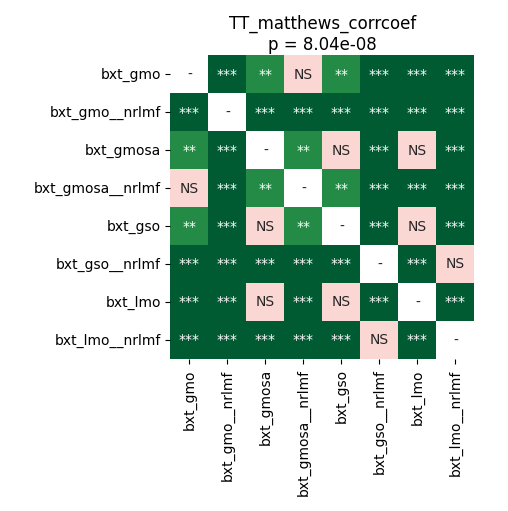 TT_matthews_corrcoef
p = 8.04e-08
bxt_gmo - *** ** NS ** *** *** ***
bxt_gmo__nrlmf *** - *** *** *** *** *** ***
bxt_gmosa ** *** - ** NS *** NS ***
bxt_gmosa__nrlmf NS *** ** - ** *** *** ***
bxt_gso ** *** NS ** - *** NS ***
bxt_gso__nrlmf *** *** *** *** *** - *** NS
bxt_lmo *** *** NS *** NS *** - ***
bxt_lmo__nrlmf *** *** *** *** *** NS *** -
bxt_gmo
bxt_gmo__nrlmf
bxt_gmosa
bxt_gmosa__nrlmf
bxt_gso
bxt_gso__nrlmf
bxt_lmo
bxt_lmo__nrlmf